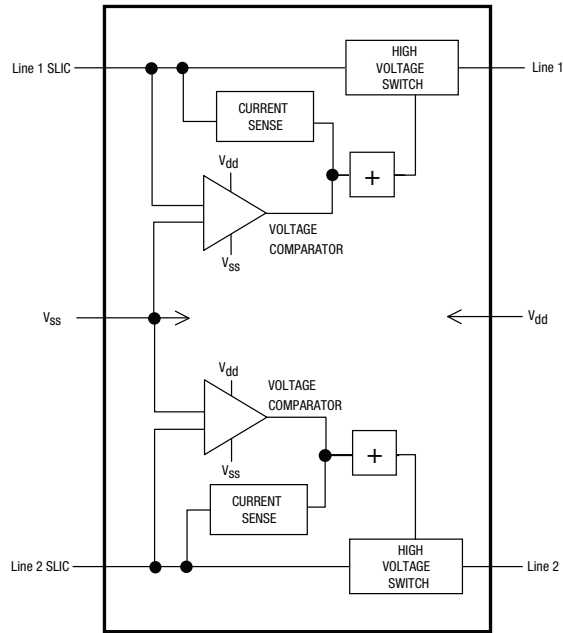 Line 1 SLIC
HIGH
VOLTAGE
SWITCH
Line 1
CURRENT
SENSE
Vdd
+
VOLTAGE
COMPARATOR
Vss
Vss
Vdd
Vdd
VOLTAGE
COMPARATOR
+
Vss
CURRENT
SENSE
Line 2 SLIC
HIGH
VOLTAGE
SWITCH
Line 2